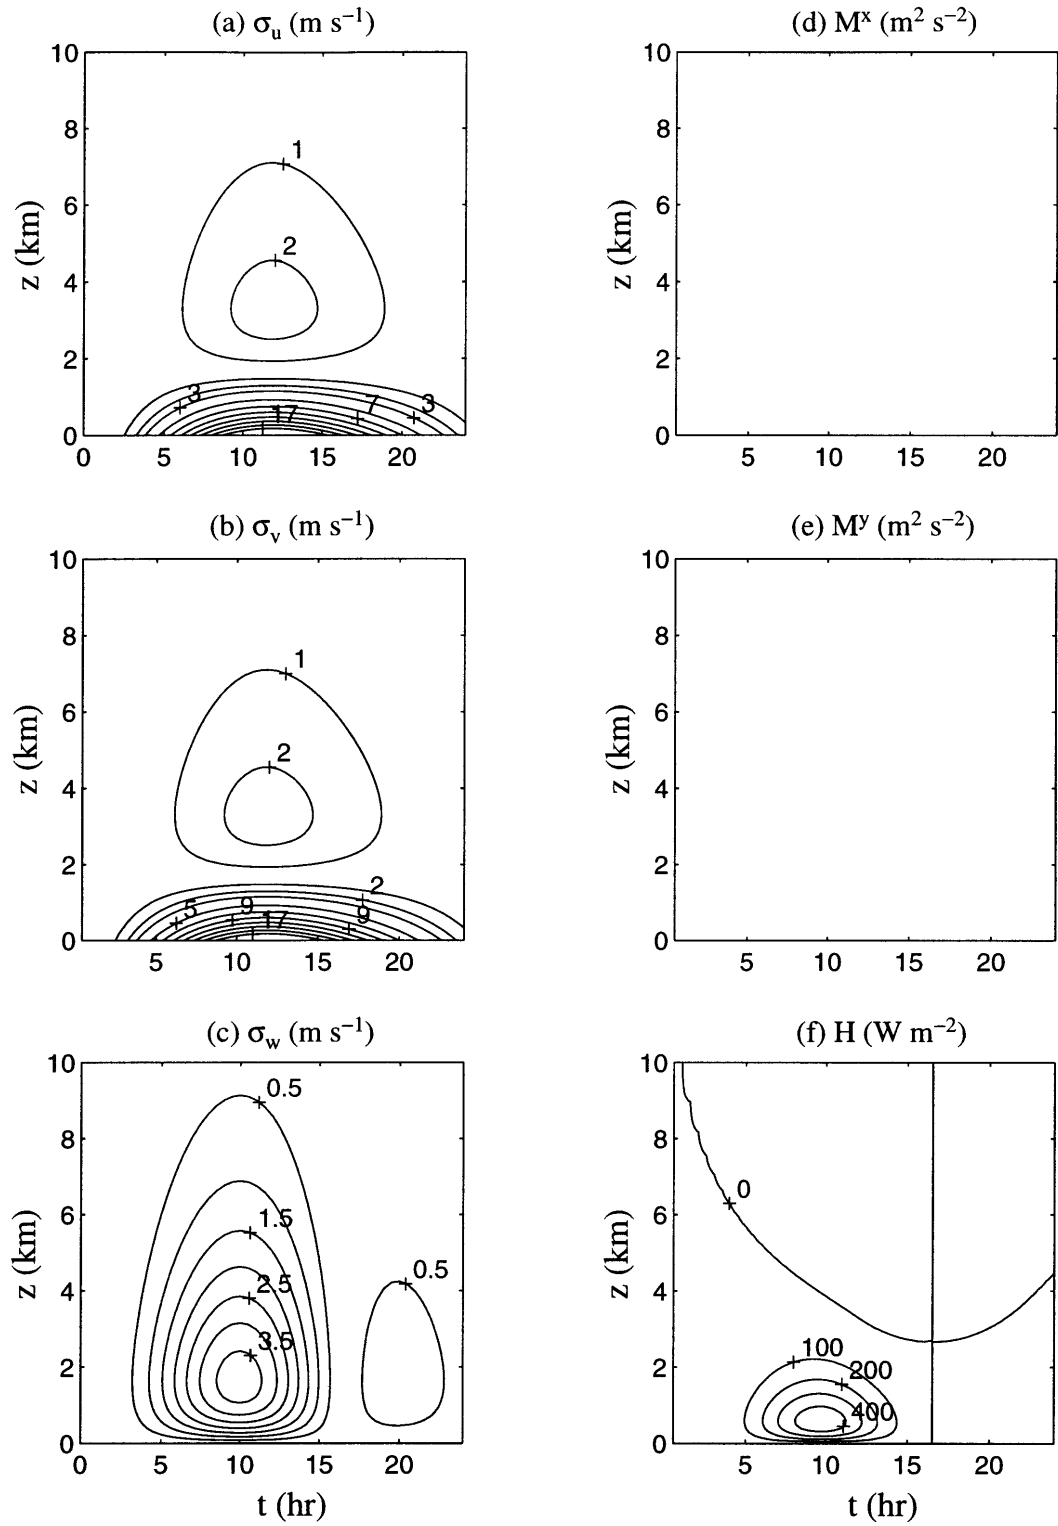 (a) σu (m s⁻¹)
10
8
6
4
2
0
z (km)
1
2
3
17
7
3
0 5 10 15 20
(d) Mˣ (m² s⁻²)
10
8
6
4
2
0
z (km)
5 10 15 20
(b) σv (m s⁻¹)
10
8
6
4
2
0
z (km)
1
2
2
5 9 17 9
5 10 15 20
(e) Mʸ (m² s⁻²)
10
8
6
4
2
0
z (km)
5 10 15 20
(c) σw (m s⁻¹)
10
8
6
4
2
0
z (km)
0.5
1.5
2.5
3.5
0.5
0 5 10 15 20
t (hr)
(f) H (W m⁻²)
10
8
6
4
2
0
z (km)
0
100
200
400
5 10 15 20
t (hr)